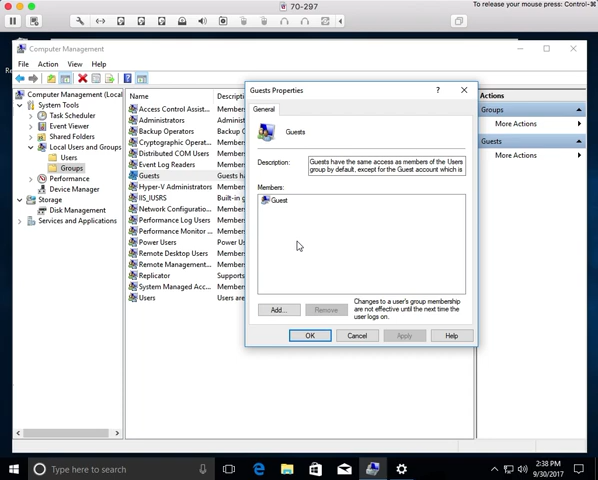 70-297
To release your mouse press: Control-⌘
Computer Management
File Action View Help
Computer Management (Local
System Tools
Task Scheduler
Event Viewer
Shared Folders
Local Users and Groups
Users
Groups
Performance
Device Manager
Storage
Disk Management
Services and Applications
Name Descripti
Access Control Assist... Members
Administrators
Backup Operators Members
Cryptographic Operat... Members
Distributed COM Users Members
Event Log Readers Members
Guests Guests ha
Hyper-V Administrators Members
IIS_IUSRS Built-in g
Network Configuratio... Members
Performance Log Users Members
Performance Monitor ... Members
Power Users Power Us
Remote Desktop Users Members
Remote Management... Members
Replicator Supports
System Managed Acc... Members
Users Users are
Guests Properties
General
Guests
Description:
Guests have the same access as members of the Users
group by default, except for the Guest account which is
Members:
Guest
Add...
Remove
Changes to a user's group membership
are not effective until the next time the
user logs on.
OK
Cancel
Apply
Help
Actions
Groups
More Actions
Guests
More Actions
Type here to search
2:38 PM
9/30/2017